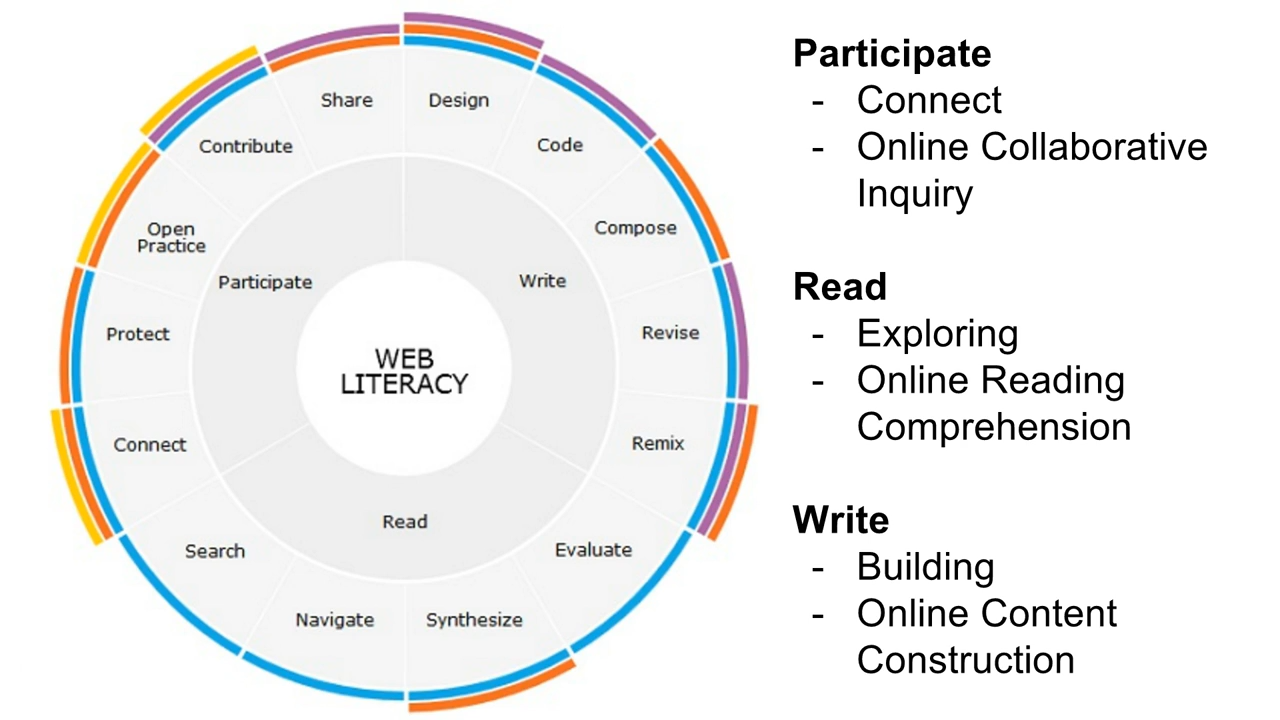 Share
Design
Contribute
Code
Open
Practice
Compose
Participate
Write
Protect
Revise
WEB
LITERACY
Connect
Remix
Read
Search
Evaluate
Navigate
Synthesize
Participate
- Connect
- Online Collaborative
Inquiry
Read
- Exploring
- Online Reading
Comprehension
Write
- Building
- Online Content
Construction